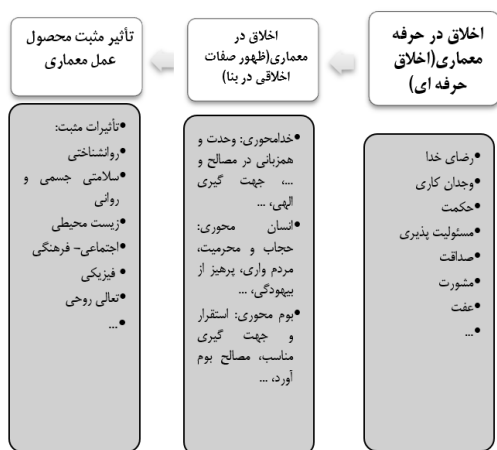 اخلاق در حرفه
معماری(اخلاق
حرفه ای)
•رضای خدا
•وجدان کاری
•حکمت
•مسئولیت پذیری
•صداقت
•مشورت
•عفت
•...
اخلاق در
معماری(ظهور صفات
اخلاقی در بنا)
•خدامحوری: وحدت و
همزبانی در مصالح و
...، جهت گیری
الهی، ...
•انسان محوری:
حجاب و محرمیت،
مردم واری، پرهیز از
بیهودگی، ...
•بوم محوری: استقرار
و جهت گیری
مناسب، مصالح بوم
آورد، ...
تأثیر مثبت محصول
عمل معماری
•تأثیرات مثبت:
•روانشناختی
•سلامتی جسمی و
روانی
•زیست محیطی
•اجتماعی- فرهنگی
•فیزیکی
•تعالی روحی
•...